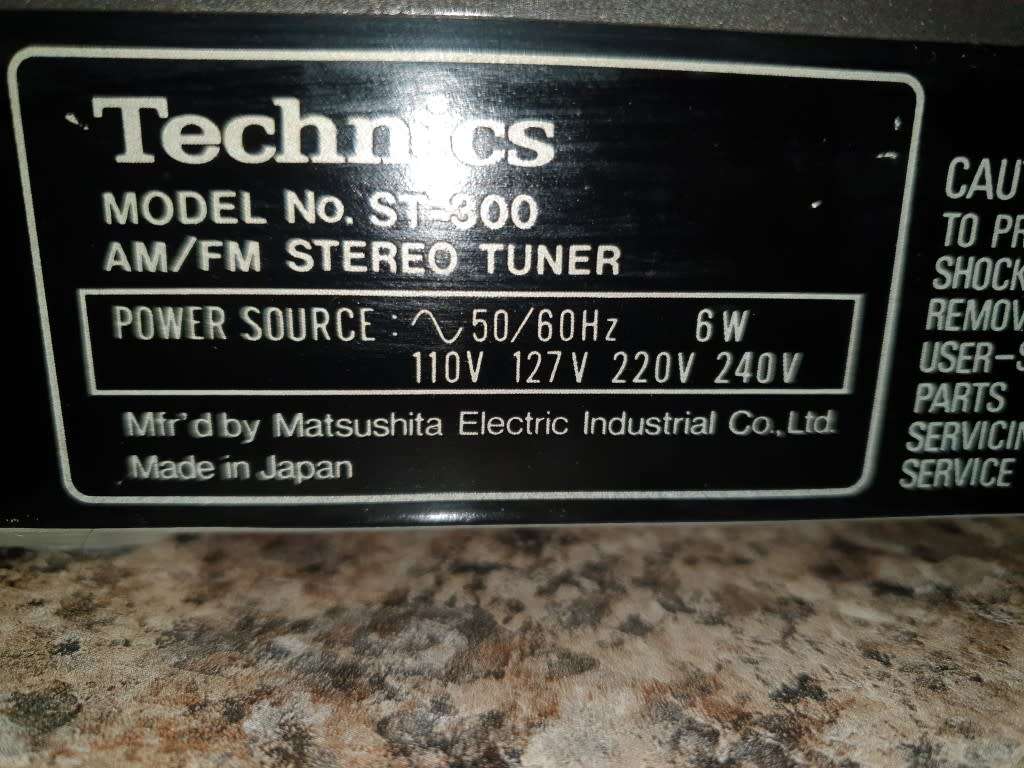 Technics
MODEL No. ST-300
AM/FM STEREO TUNER
POWER SOURCE : ∿ 50/60Hz 6W
110V 127V 220V 240V
Mfr'd by Matsushita Electric Industrial Co., Ltd.
Made in Japan
CAU
TO PR
SHOCK
REMOV
USER-S
PARTS
SERVICIN
SERVICE